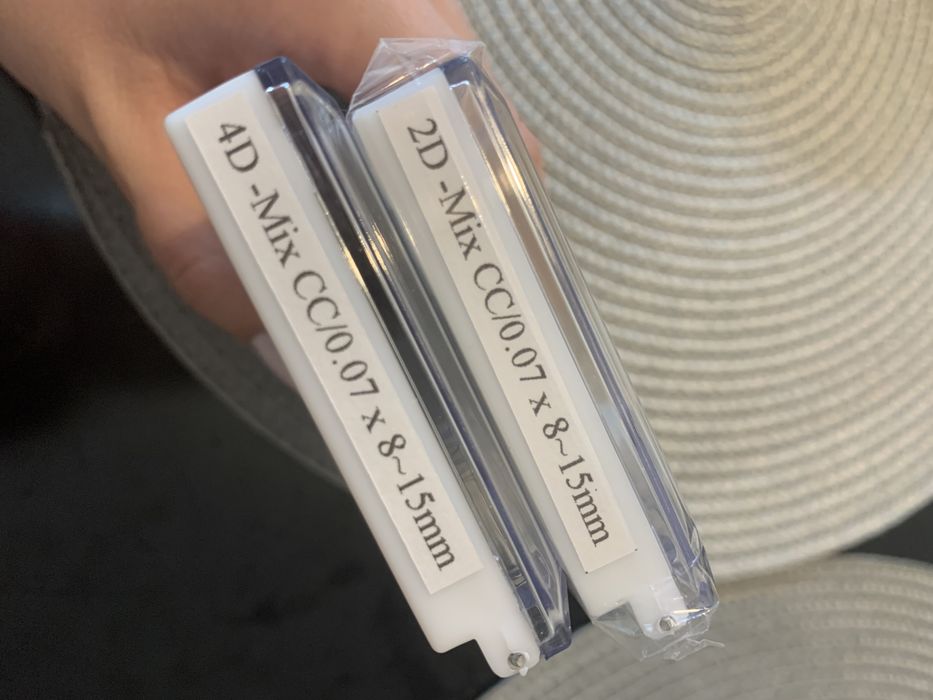 4D -Mix CC/0.07 x 8~15mm
2D -Mix CC/0.07 x 8~15mm